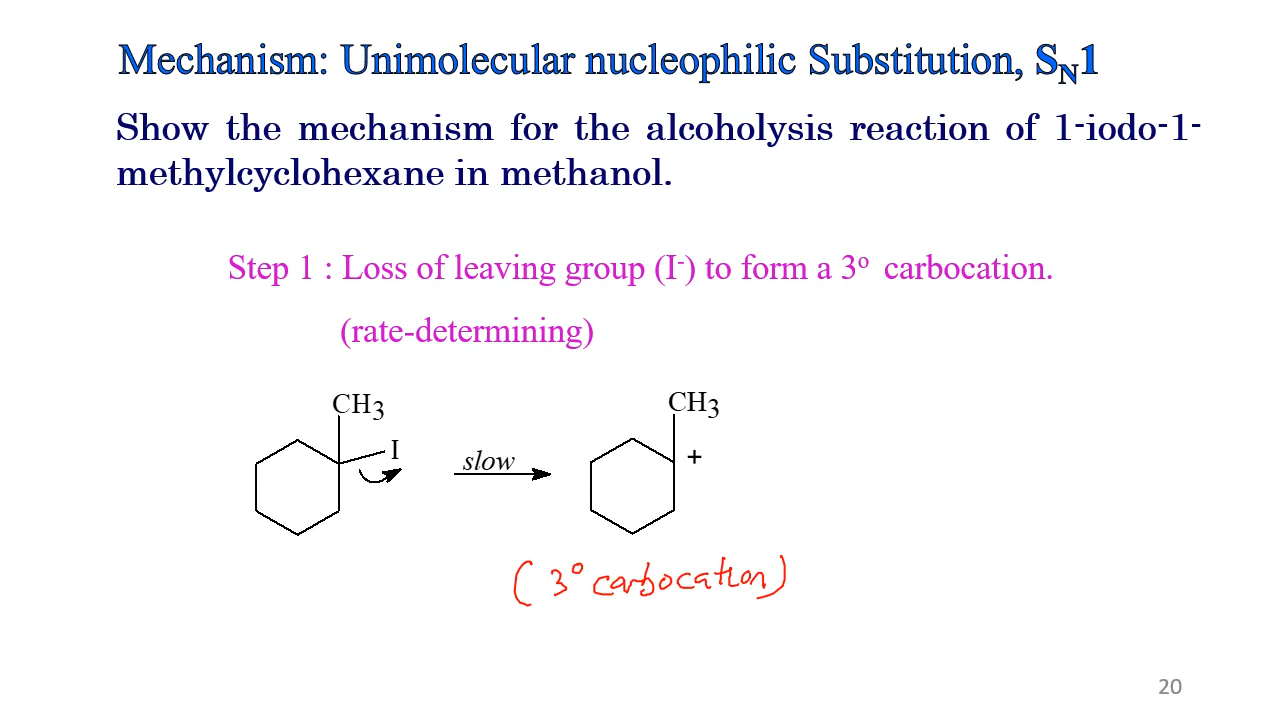 Mechanism: Unimolecular nucleophilic Substitution, SN1
Show the mechanism for the alcoholysis reaction of 1-iodo-1-
methylcyclohexane in methanol.
Step 1 : Loss of leaving group (I-) to form a 3o carbocation.
(rate-determining)
CH3
I
slow
CH3
+
( 3° carbocation)
20